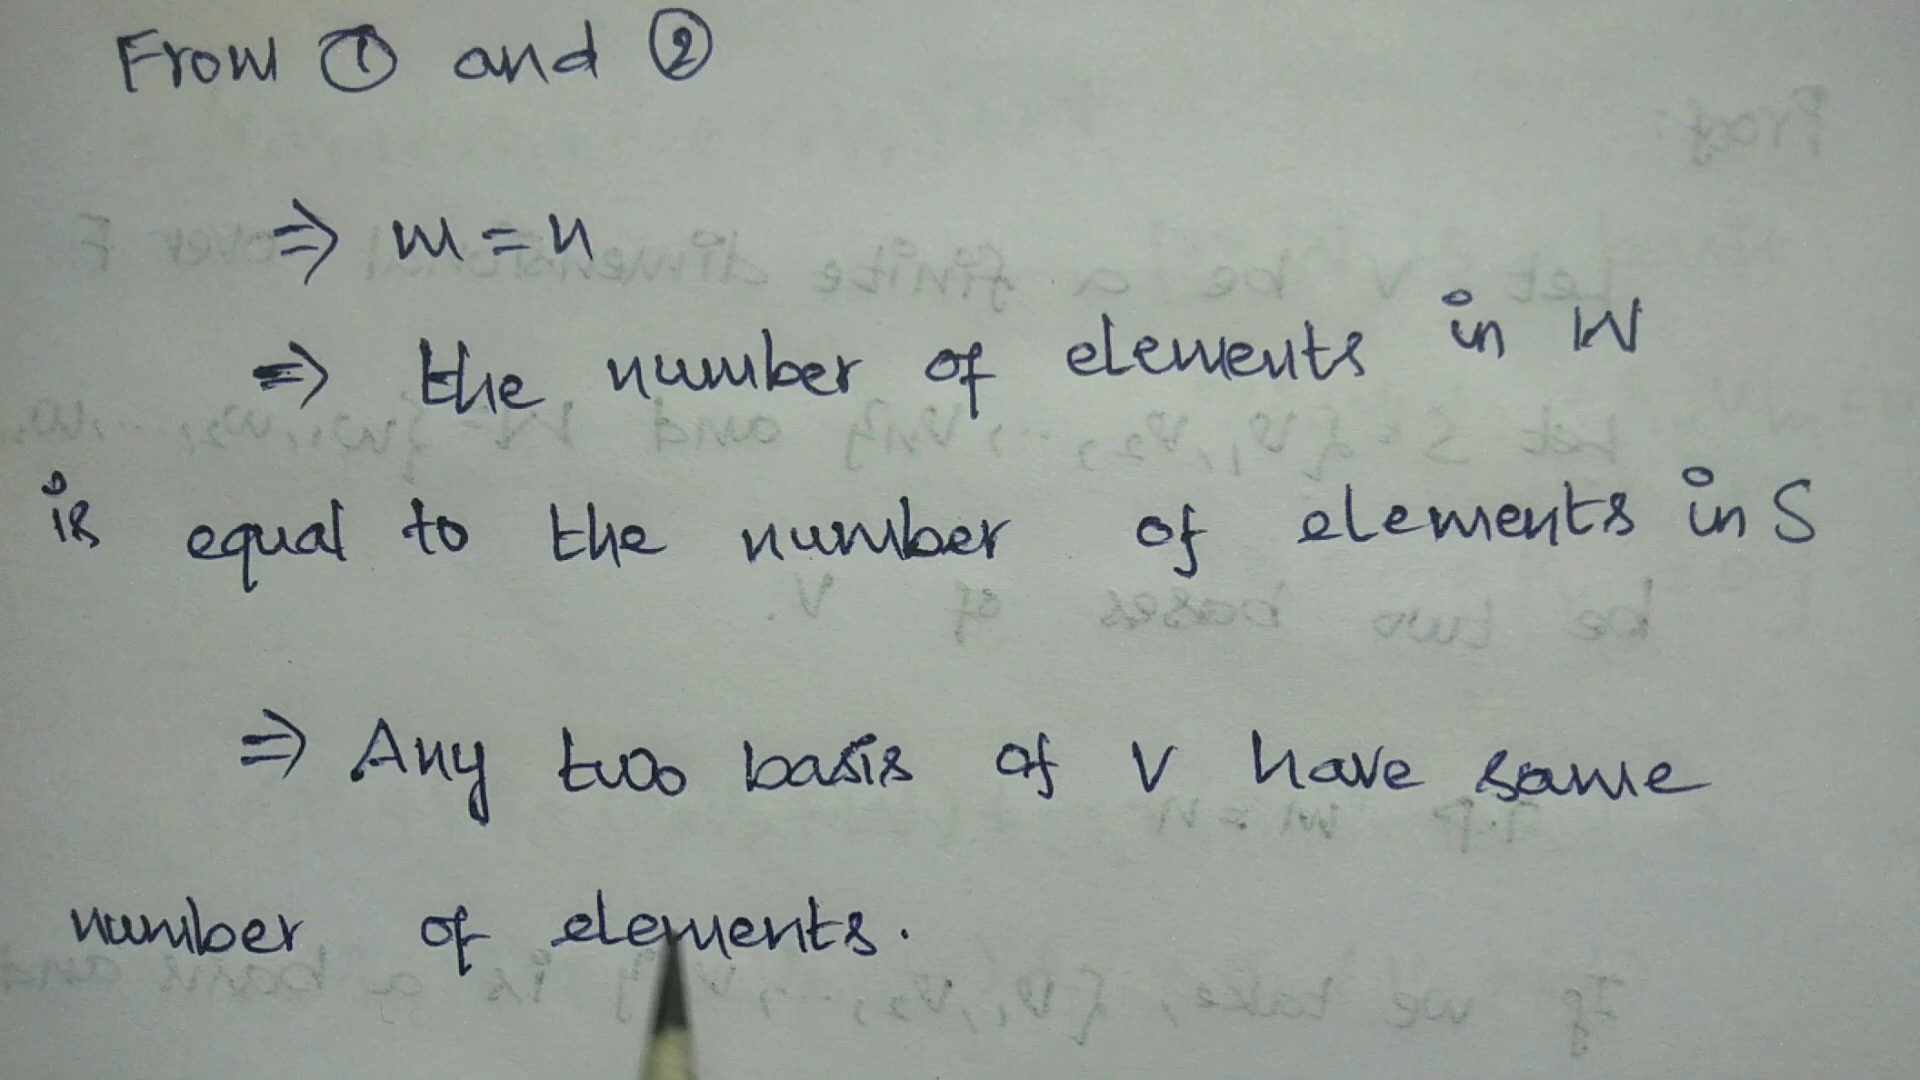 From ① and ②
⇒ m = n
⇒ the number of elements in W
is equal to the number of elements in S
⇒ Any two basis of V have same
number of elements.